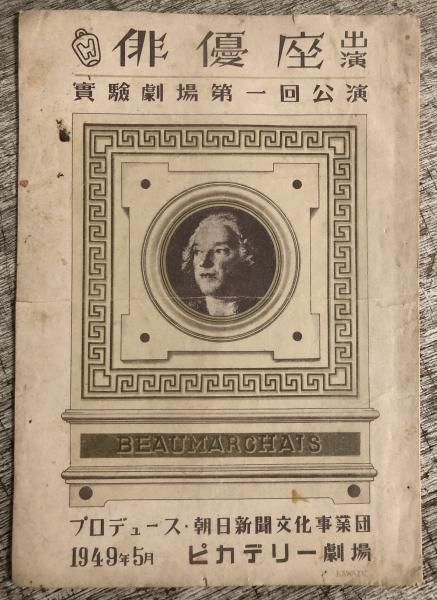 俳優座 出演
實驗劇場第一回公演
BEAUMARCHAIS
プロデュース・朝日新聞文化事業団
1949年5月 ピカデリー劇場
KAWAZU